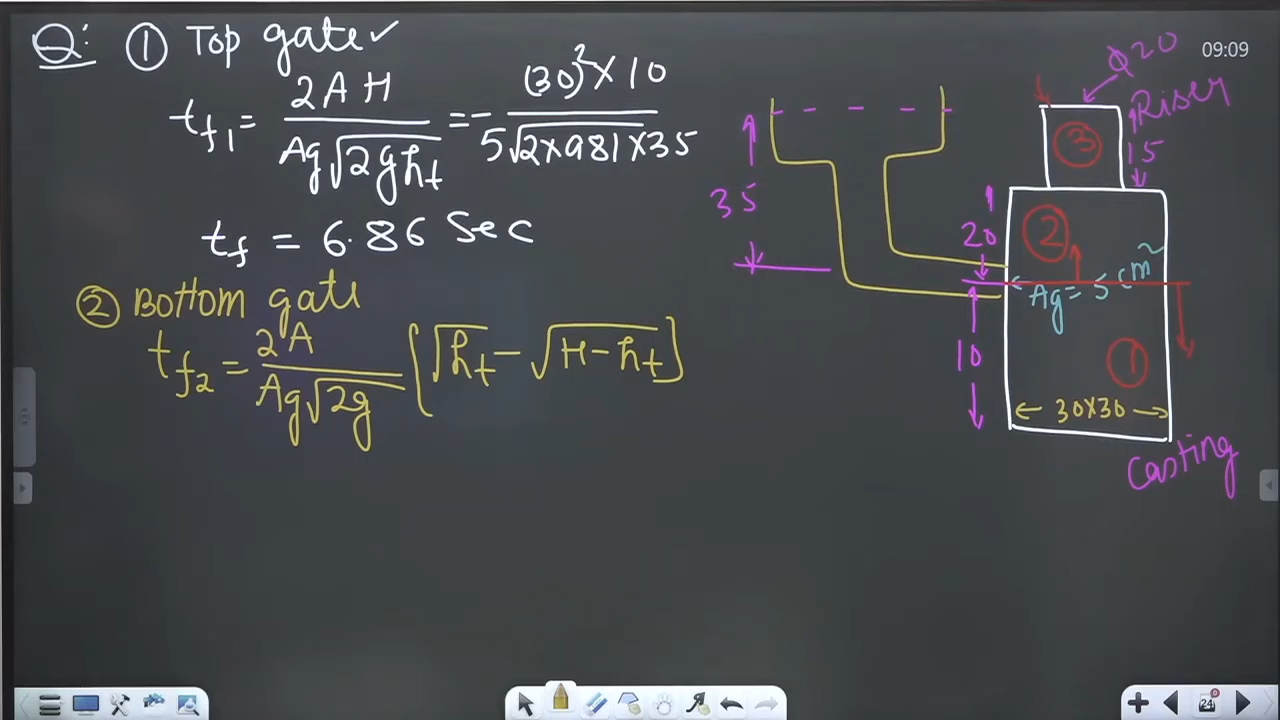 Q: ① Top gate ✓
t_f1 = 2AH / Ag√2gh_t = (30)² × 10 / 5√2×981×35
t_f = 6.86 Sec
② Bottom gate
t_f2 = 2A / Ag√2g [√h_t - √H-h_t]
09:09
ϕ20
Riser
15
③
35
20
②
Ag = 5 cm²
10
①
30×30
Casting
24